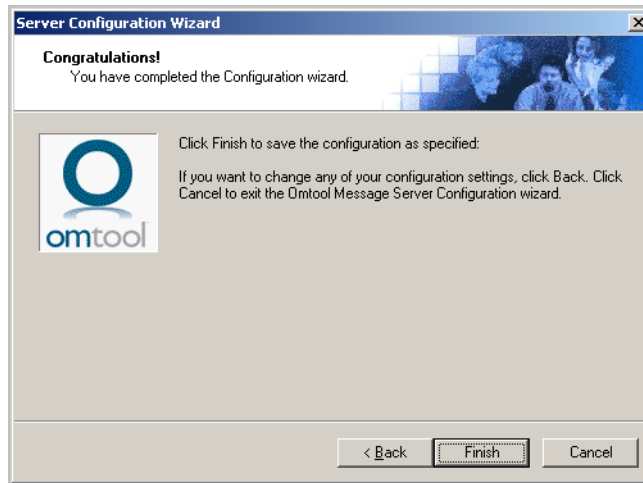 Server Configuration Wizard
Congratulations!
You have completed the Configuration wizard.
Click Finish to save the configuration as specified:
If you want to change any of your configuration settings, click Back. Click
Cancel to exit the Omtool Message Server Configuration wizard.
omtool
< Back
Finish
Cancel